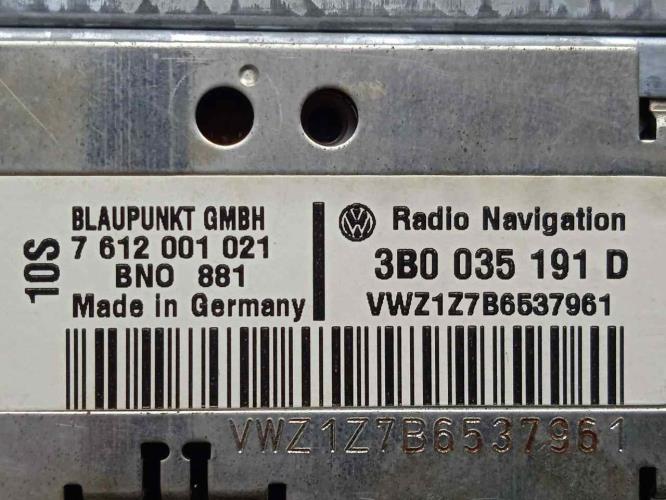 10S
BLAUPUNKT GMBH
7 612 001 021
BNO 881
Made in Germany
VW Radio Navigation
3B0 035 191 D
VWZ1Z7B6537961
VWZ1Z7B6537961